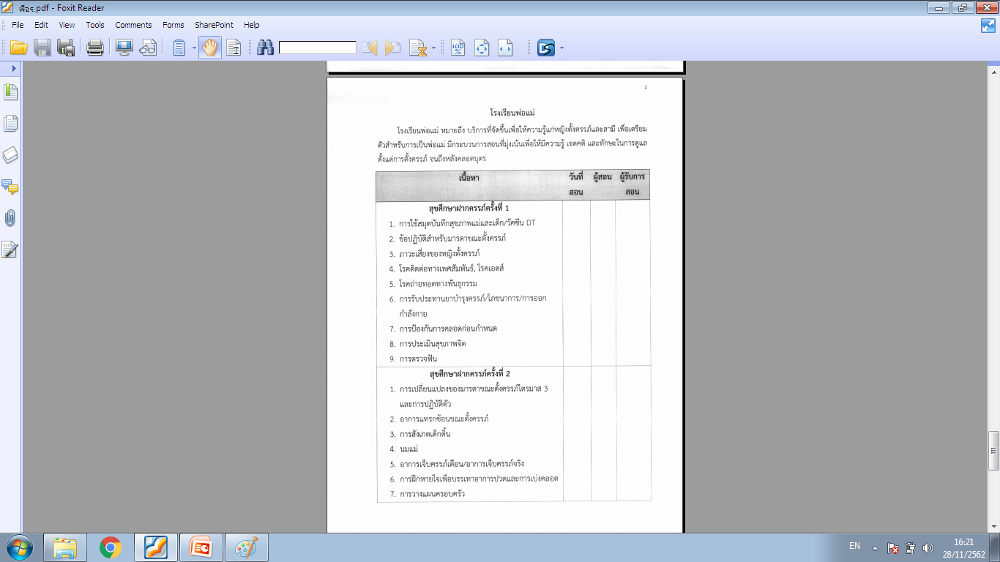 พิจร.pdf - Foxit Reader
File Edit View Tools Comments Forms SharePoint Help
100%
2
โรงเรียนพ่อแม่
โรงเรียนพ่อแม่ หมายถึง บริการที่จัดขึ้นเพื่อให้ความรู้แก่หญิงตั้งครรภ์และสามี เพื่อเตรียม
ตัวสำหรับการเป็นพ่อแม่ มีกระบวนการสอนที่มุ่งเน้นเพื่อให้มีความรู้ เจตคติ และทักษะในการดูแล
ตั้งแต่การตั้งครรภ์ จนถึงหลังคลอดบุตร
เนื้อหา วันที่ ผู้สอน ผู้รับการ
สอน สอน
สุขศึกษาฝากครรภ์ครั้งที่ 1
1. การใช้สมุดบันทึกสุขภาพแม่และเด็ก/วัคซีน DT
2. ข้อปฏิบัติสำหรับมารดาขณะตั้งครรภ์
3. ภาวะเสี่ยงของหญิงตั้งครรภ์
4. โรคติดต่อทางเพศสัมพันธ์, โรคเอดส์
5. โรคถ่ายทอดทางพันธุกรรม
6. การรับประทานยาบำรุงครรภ์/โภชนาการ/การออก
กำลังกาย
7. การป้องกันการคลอดก่อนกำหนด
8. การประเมินสุขภาพจิต
9. การตรวจฟัน
สุขศึกษาฝากครรภ์ครั้งที่ 2
1. การเปลี่ยนแปลงของมารดาขณะตั้งครรภ์ไตรมาส 3
และการปฏิบัติตัว
2. อาการแทรกซ้อนขณะตั้งครรภ์
3. การสังเกตเด็กดิ้น
4. นมแม่
5. อาการเจ็บครรภ์เตือน/อาการเจ็บครรภ์จริง
6. การฝึกหายใจเพื่อบรรเทาอาการปวดและการเบ่งคลอด
7. การวางแผนครอบครัว
EN
16:21
28/11/2562